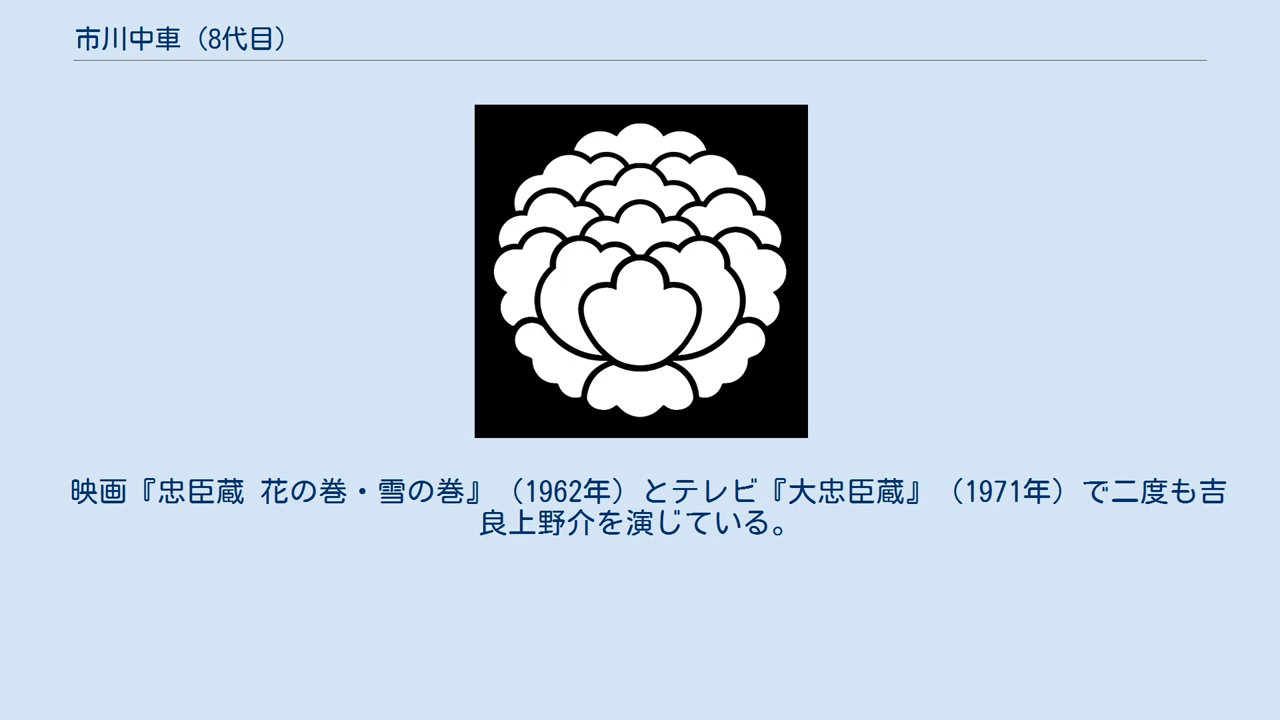 市川中車（8代目）
映画『忠臣蔵 花の巻・雪の巻』（1962年）とテレビ『大忠臣蔵』（1971年）で二度も吉
良上野介を演じている。